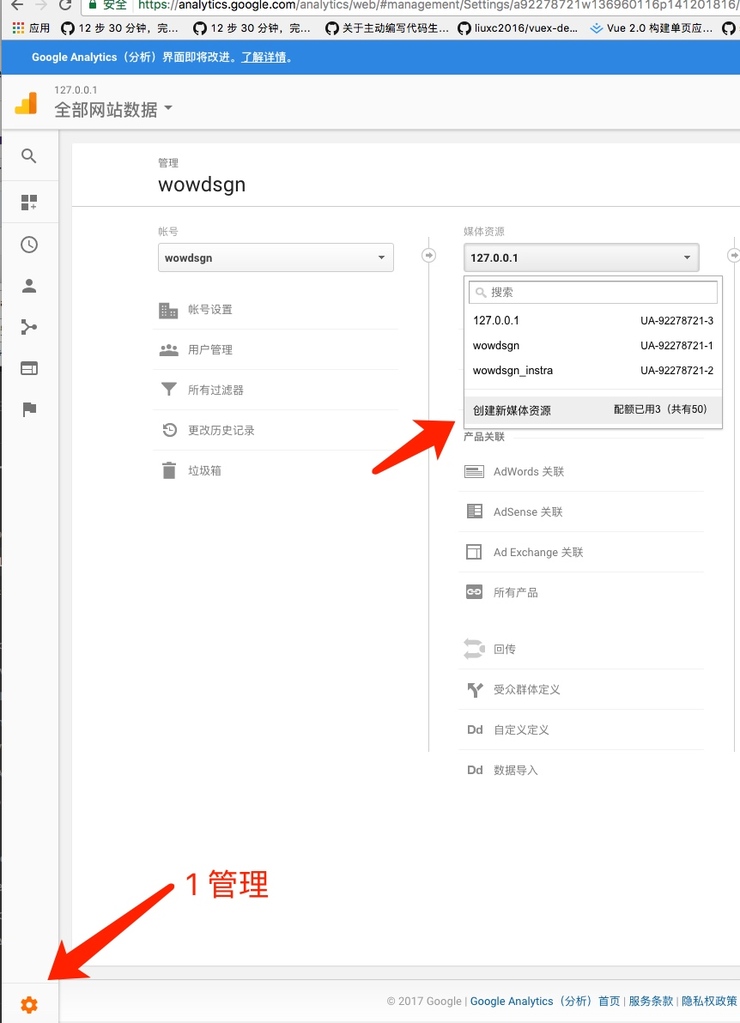 安全 https://analytics.google.com/analytics/web/#management/Settings/a92278721w136960116p141201816/
应用 12 步 30 分钟，完... 12 步 30 分钟，完... 关于主动编写代码生... liuxc2016/vuex-de... Vue 2.0 构建单页应...
Google Analytics（分析）界面即将改进。了解详情。
127.0.0.1
全部网站数据
管理
wowdsgn
帐号
wowdsgn
帐号设置
用户管理
所有过滤器
更改历史记录
垃圾箱
媒体资源
127.0.0.1
搜索
127.0.0.1 UA-92278721-3
wowdsgn UA-92278721-1
wowdsgn_instra UA-92278721-2
创建新媒体资源 配额已用3（共有50）
产品关联
AdWords 关联
AdSense 关联
Ad Exchange 关联
所有产品
回传
受众群体定义
Dd 自定义定义
Dd 数据导入
1 管理
© 2017 Google | Google Analytics（分析）首页 | 服务条款 | 隐私权政策